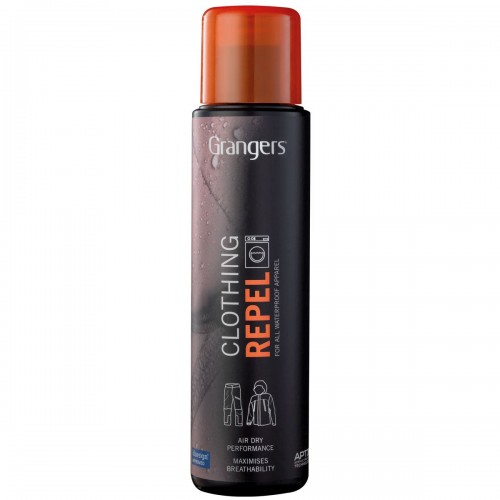 Grangers®
CLOTHING
REPEL
FOR ALL WATERPROOF APPAREL
AIR DRY
PERFORMANCE
MAXIMISES
BREATHABILITY